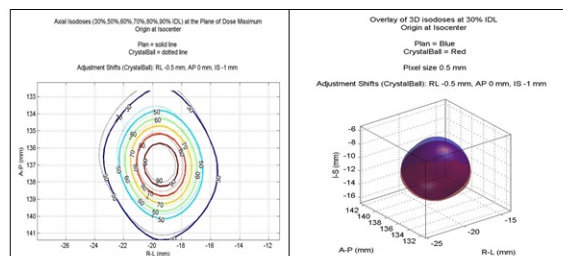 Axial Isodoses (30%,50%,60%,70%,80%,90% IDL) at the Plane of Dose Maximum
Origin at Isocenter
Plan = solid line
CrystalBall = dotted line
Adjustment Shifts (CrystalBall): RL -0.5 mm, AP 0 mm, IS -1 mm
133
134
135
136
137
138
139
140
141
A-P (mm)
-26
-24
-22
-20
-18
-16
-14
-12
R-L (mm)
Overlay of 3D isodoses at 30% IDL
Origin at Isocenter
Plan = Blue
CrystalBall = Red
Pixel size 0.5 mm
Adjustment Shifts (CrystalBall): RL -0.5 mm, AP 0 mm, IS -1 mm
-6
-8
-10
-12
-14
-16
I-S (mm)
142
140
138
136
134
132
A-P (mm)
-25
-20
-15
R-L (mm)